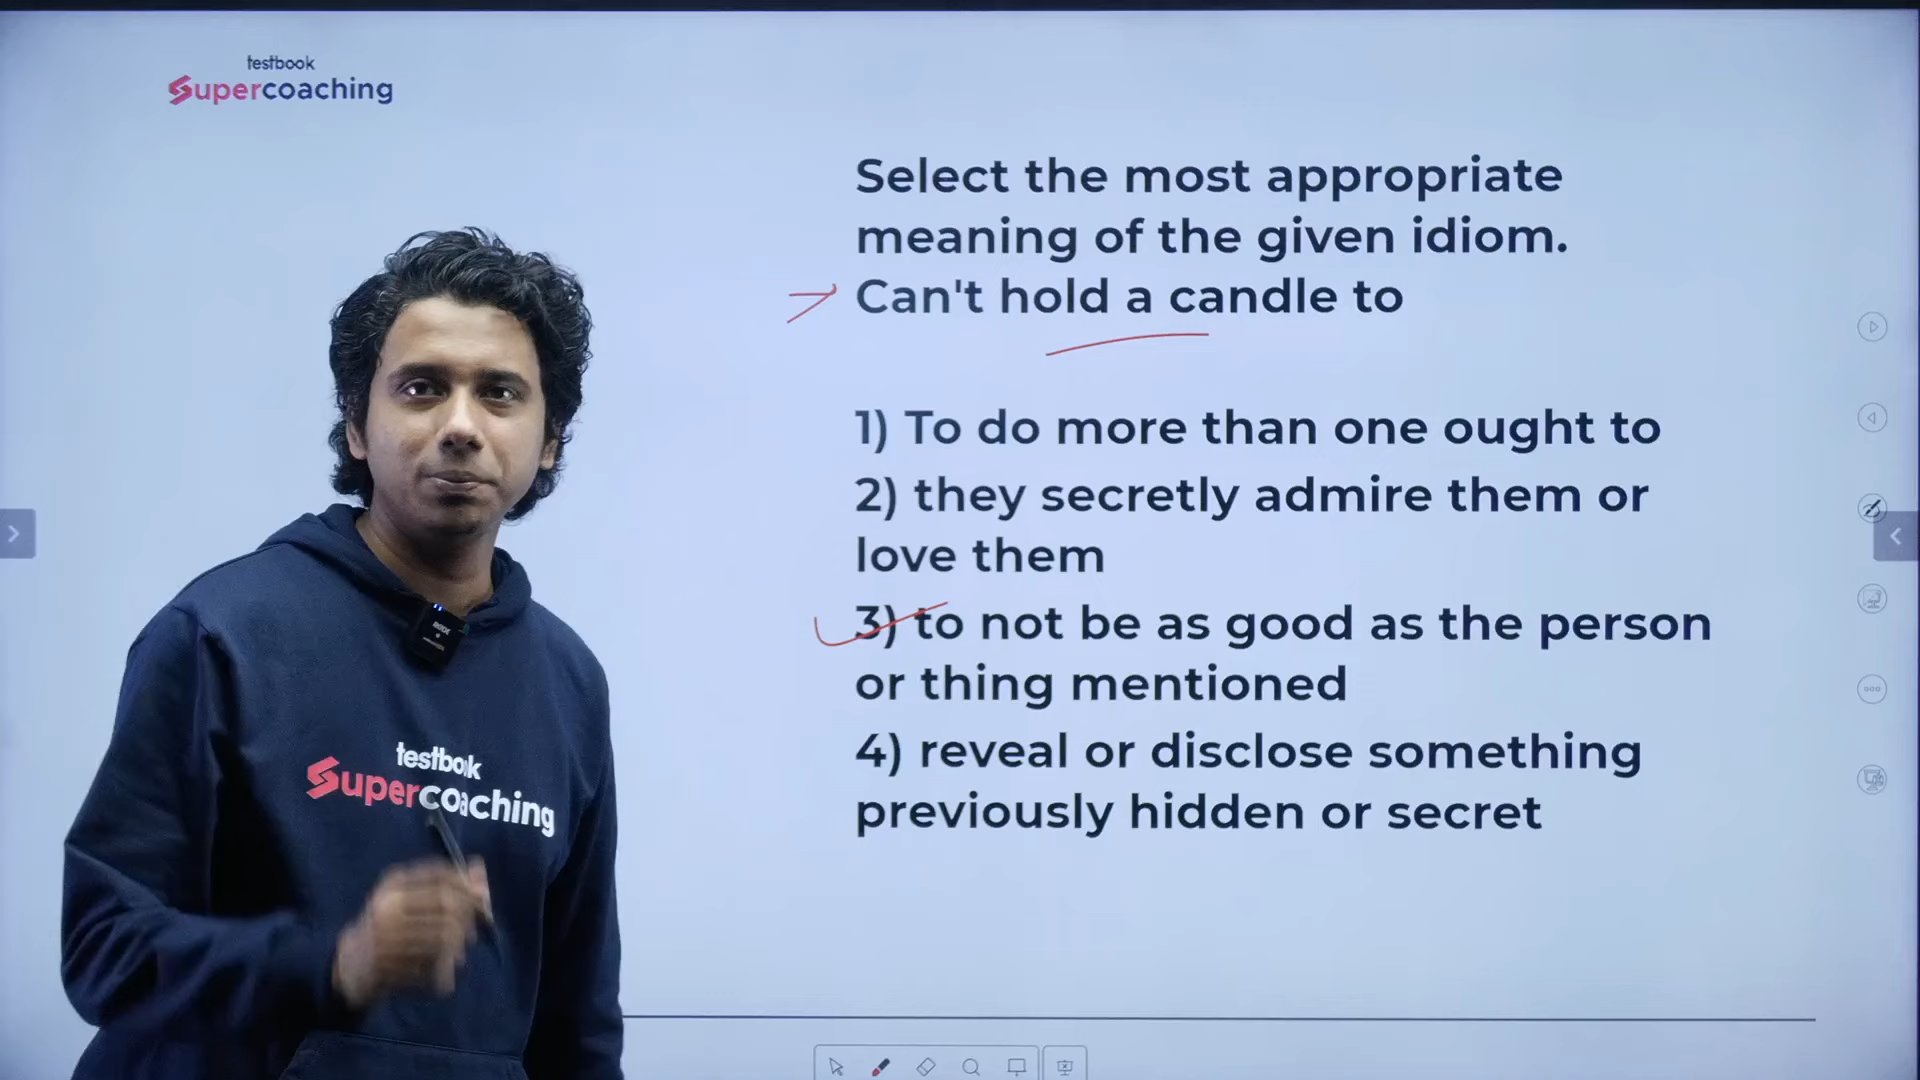 testbook
Supercoaching
Select the most appropriate
meaning of the given idiom.
Can't hold a candle to
1) To do more than one ought to
2) they secretly admire them or
love them
3) to not be as good as the person
or thing mentioned
4) reveal or disclose something
previously hidden or secret
testbook
Supercoaching